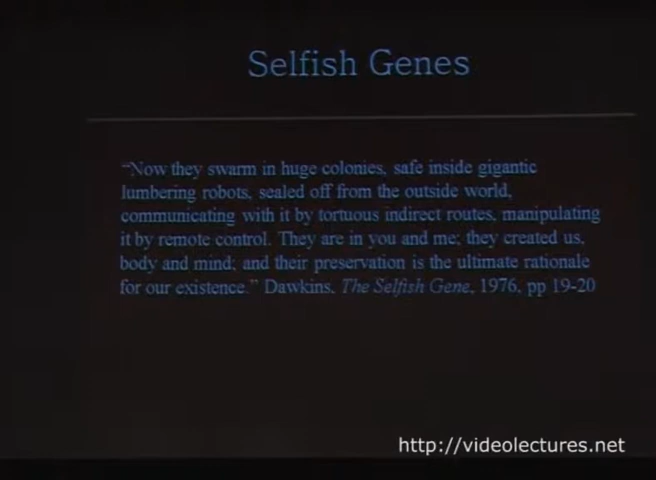 Selfish Genes
“Now they swarm in huge colonies, safe inside gigantic
lumbering robots, sealed off from the outside world,
communicating with it by tortuous indirect routes, manipulating
it by remote control. They are in you and me; they created us,
body and mind; and their preservation is the ultimate rationale
for our existence.” Dawkins, The Selfish Gene, 1976, pp 19-20
http://videolectures.net